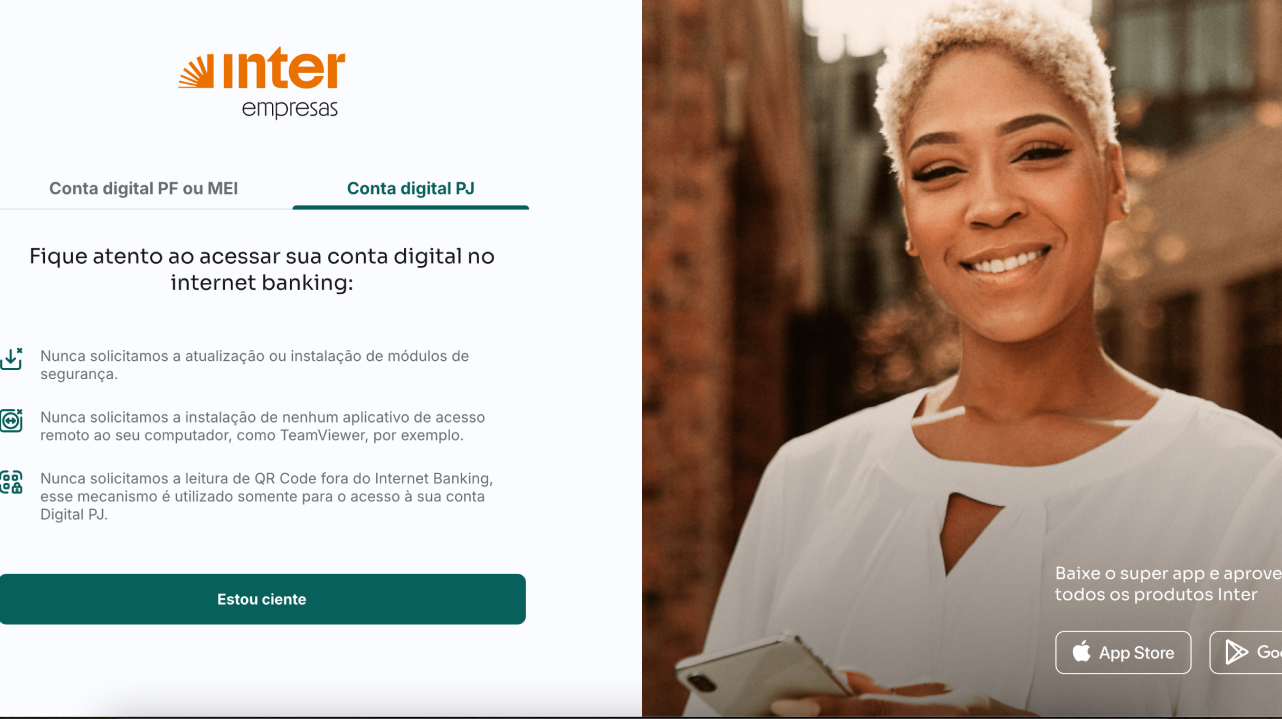 inter
empresas
Conta digital PF ou MEI
Conta digital PJ
Fique atento ao acessar sua conta digital no
internet banking:
Nunca solicitamos a atualização ou instalação de módulos de
segurança.
Nunca solicitamos a instalação de nenhum aplicativo de acesso
remoto ao seu computador, como TeamViewer, por exemplo.
Nunca solicitamos a leitura de QR Code fora do Internet Banking,
esse mecanismo é utilizado somente para o acesso à sua conta
Digital PJ.
Estou ciente
Baixe o super app e aprove
todos os produtos Inter
App Store
Goo